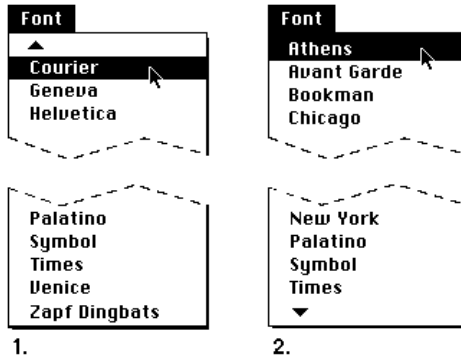 Font
Courier
Geneva
Helvetica
Palatino
Symbol
Times
Venice
Zapf Dingbats
1.
Font
Athens
Avant Garde
Bookman
Chicago
New York
Palatino
Symbol
Times
2.